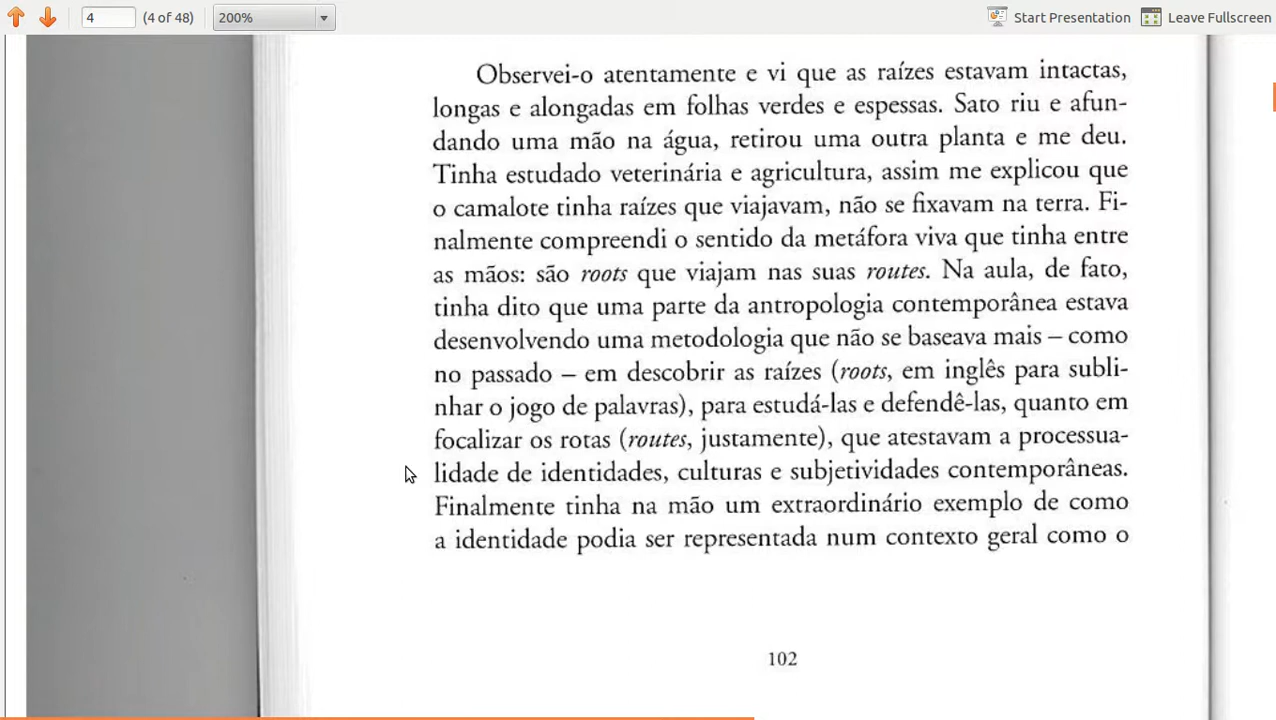 4 (4 of 48) 200% Start Presentation Leave Fullscreen
Observei-o atentamente e vi que as raízes estavam intactas,
longas e alongadas em folhas verdes e espessas. Sato riu e afun-
dando uma mão na água, retirou uma outra planta e me deu.
Tinha estudado veterinária e agricultura, assim me explicou que
o camalote tinha raízes que viajavam, não se fixavam na terra. Fi-
nalmente compreendi o sentido da metáfora viva que tinha entre
as mãos: são roots que viajam nas suas routes. Na aula, de fato,
tinha dito que uma parte da antropologia contemporânea estava
desenvolvendo uma metodologia que não se baseava mais – como
no passado – em descobrir as raízes (roots, em inglês para subli-
nhar o jogo de palavras), para estudá-las e defendê-las, quanto em
focalizar os rotas (routes, justamente), que atestavam a processua-
lidade de identidades, culturas e subjetividades contemporâneas.
Finalmente tinha na mão um extraordinário exemplo de como
a identidade podia ser representada num contexto geral como o
102